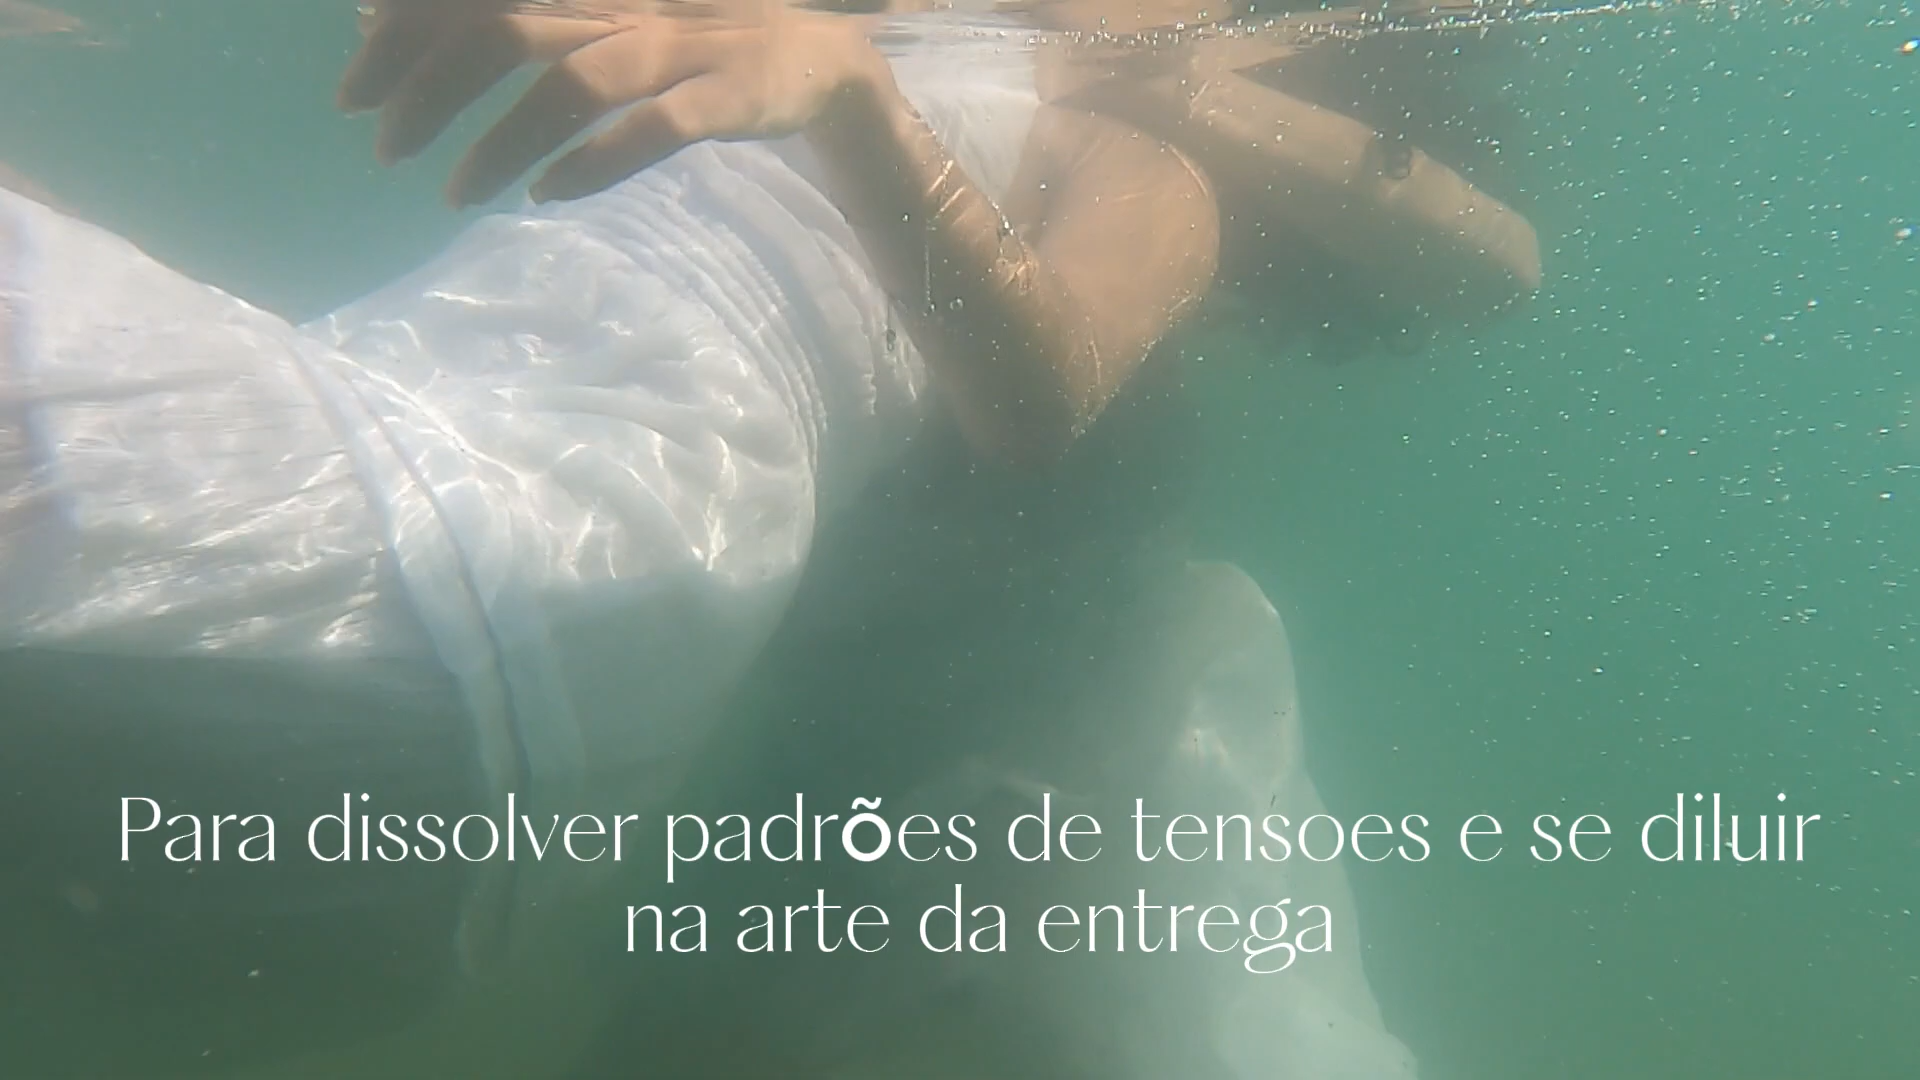 Para dissolver padrões de tensoes e se diluir
na arte da entrega